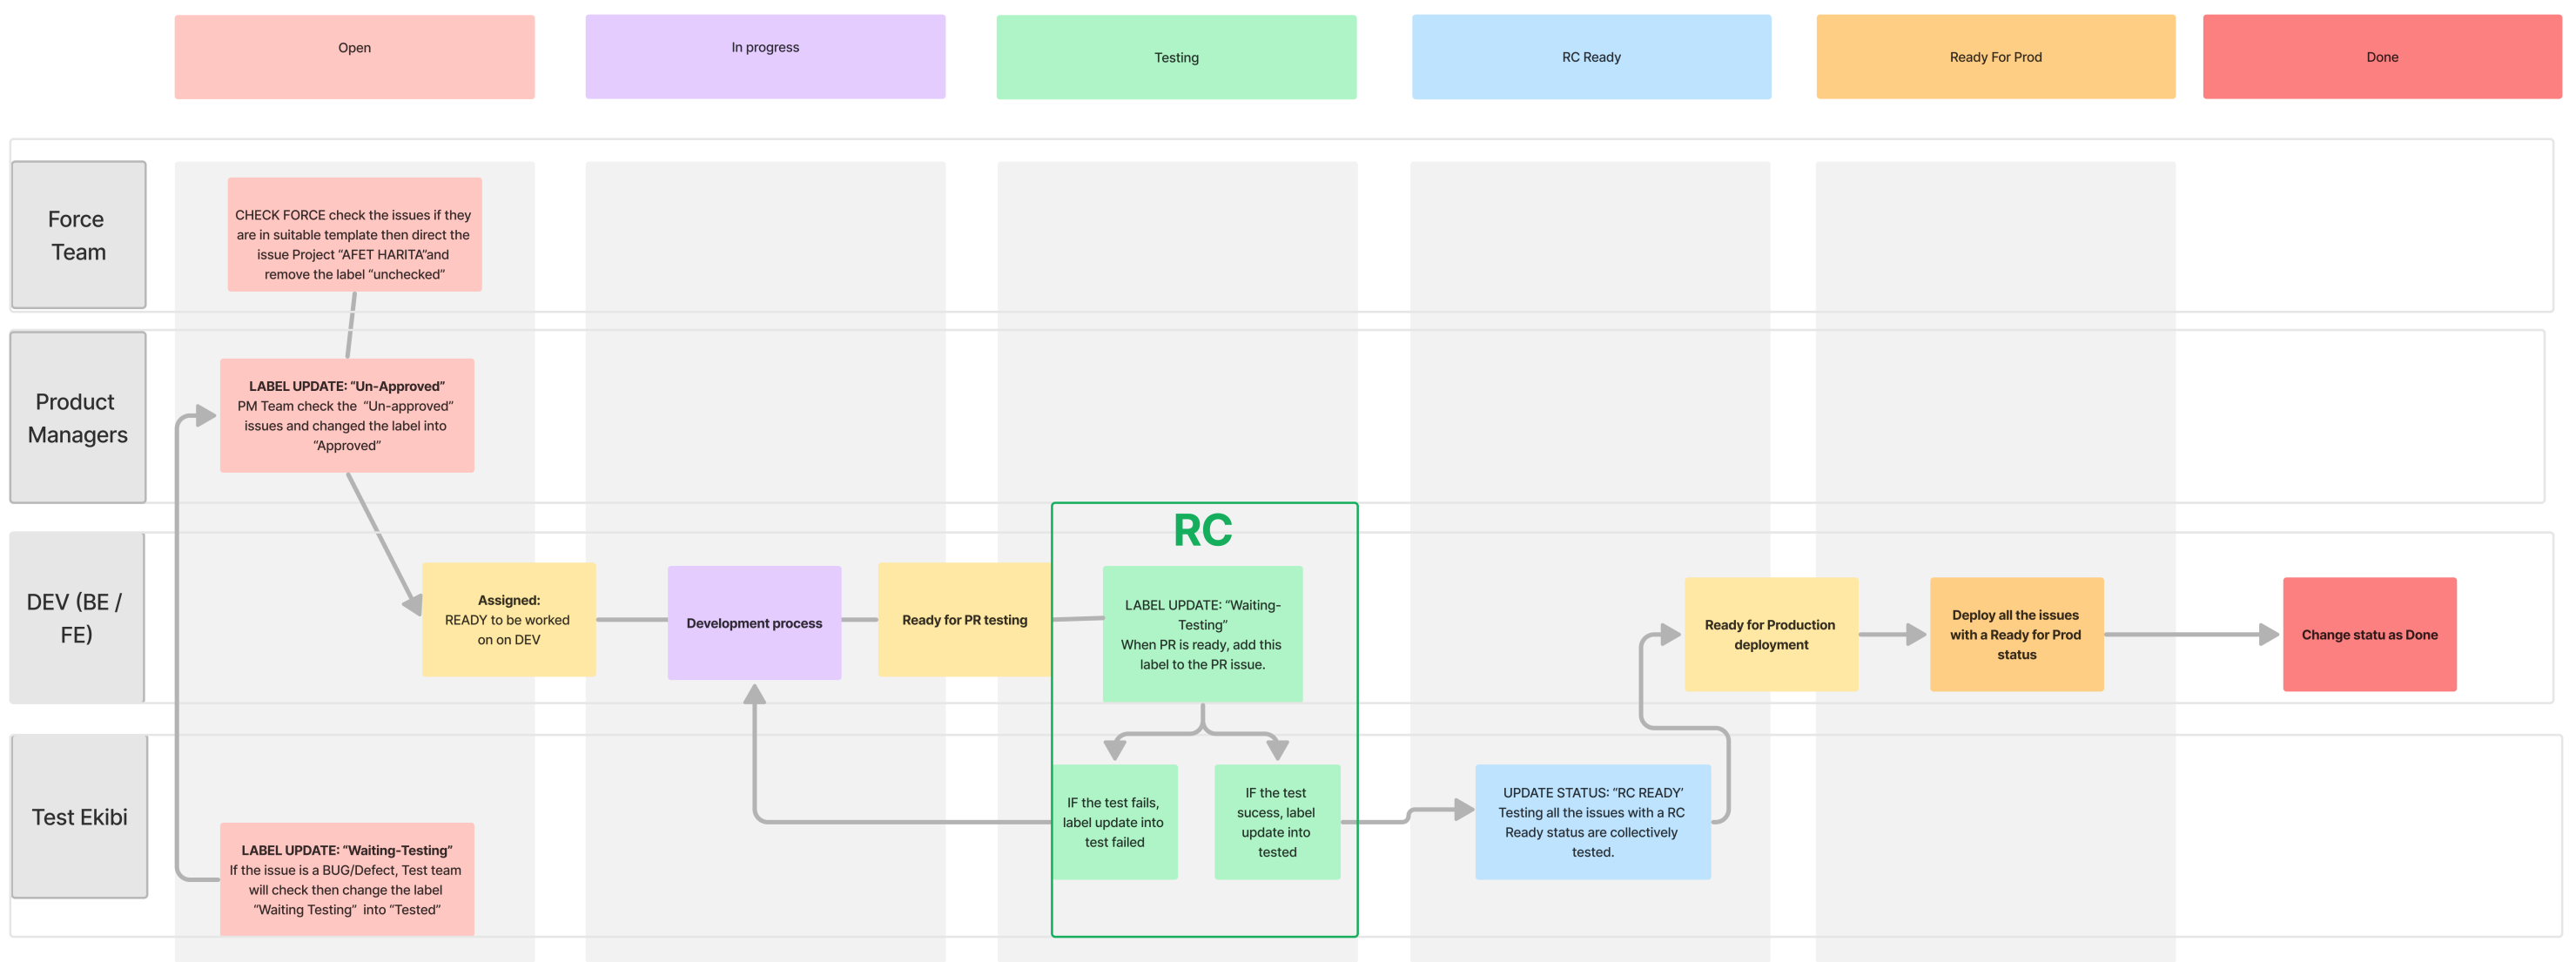 Open
In progress
Testing
RC Ready
Ready For Prod
Done
Force
Team
CHECK FORCE check the issues if they
are in suitable template then direct the
issue Project “AFET HARITA”and
remove the label “unchecked”
Product
Managers
LABEL UPDATE: “Un-Approved”
PM Team check the “Un-approved”
issues and changed the label into
“Approved”
DEV (BE /
FE)
Assigned:
READY to be worked
on on DEV
Development process
Ready for PR testing
RC
LABEL UPDATE: “Waiting-
Testing”
When PR is ready, add this
label to the PR issue.
Ready for Production
deployment
Deploy all the issues
with a Ready for Prod
status
Change statu as Done
Test Ekibi
LABEL UPDATE: “Waiting-Testing”
If the issue is a BUG/Defect, Test team
will check then change the label
“Waiting Testing” into “Tested”
IF the test fails,
label update into
test failed
IF the test
sucess, label
update into
tested
UPDATE STATUS: “RC READY’
Testing all the issues with a RC
Ready status are collectively
tested.